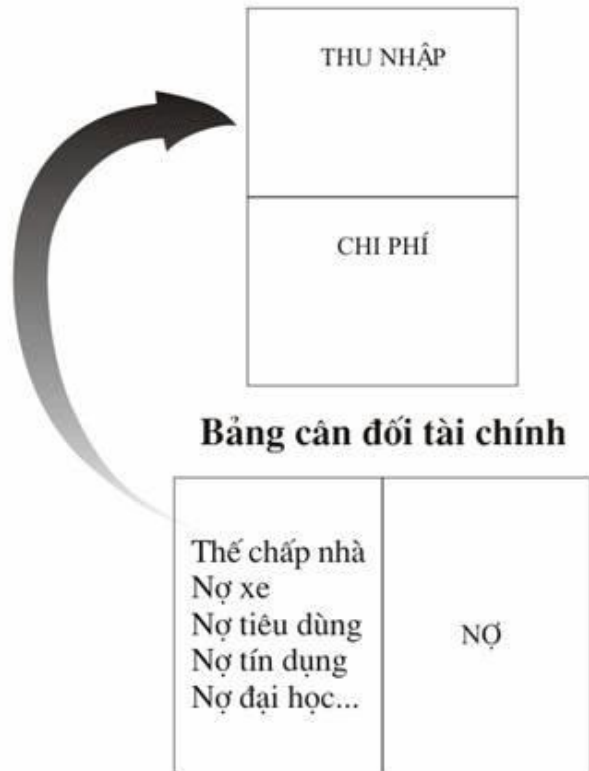 THU NHẬP
CHI PHÍ
Bảng cân đối tài chính
Thế chấp nhà
Nợ xe
Nợ tiêu dùng
Nợ tín dụng
Nợ đại học...
NỢ